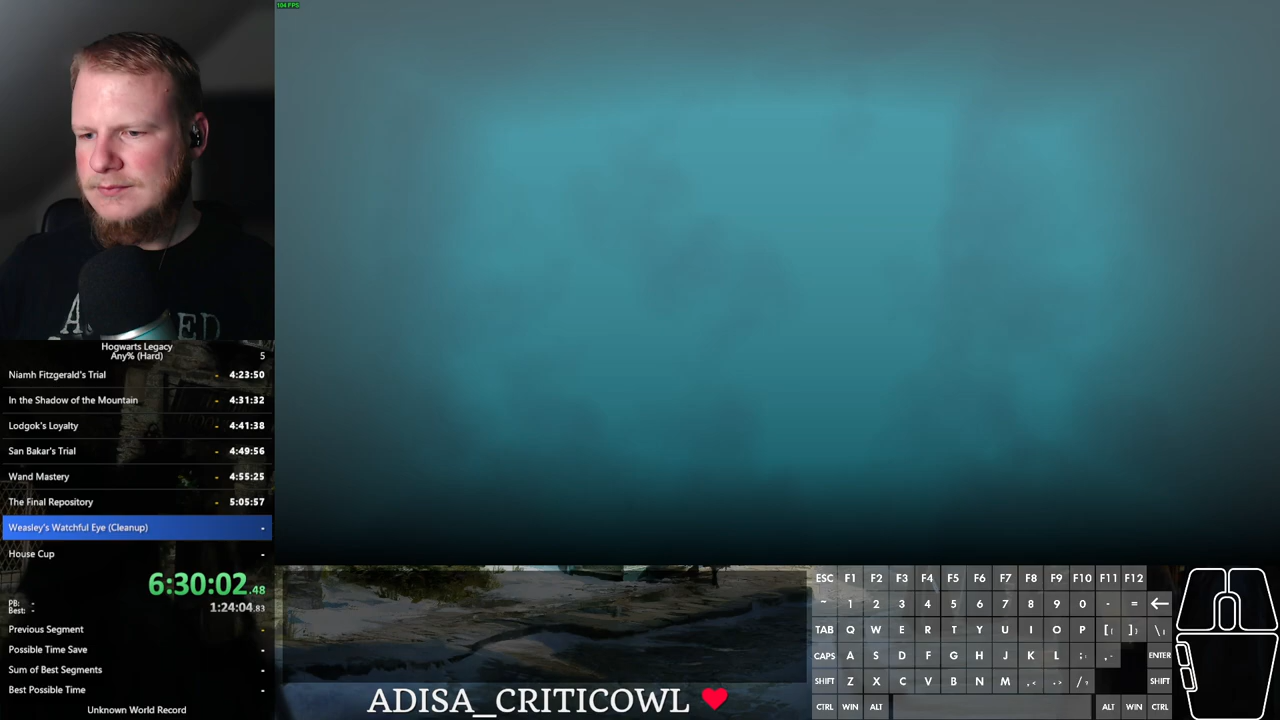 104 FPS
A ED
Hogwarts Legacy
Any% (Hard) 5
Niamh Fitzgerald's Trial - 4:23:50
In the Shadow of the Mountain - 4:31:32
Lodgok's Loyalty - 4:41:38
San Bakar's Trial - 4:49:56
Wand Mastery - 4:55:25
The Final Repository - 5:05:57
Weasley's Watchful Eye (Cleanup) -
House Cup -
6:30:02.48
PB: -
Best: - 1:24:04.83
Previous Segment -
Possible Time Save -
Sum of Best Segments -
Best Possible Time -
Unknown World Record
ADISA_CRITICOWL ❤
ESC F1 F2 F3 F4 F5 F6 F7 F8 F9 F10 F11 F12
~ 1 2 3 4 5 6 7 8 9 0 - = ←
TAB Q W E R T Y U I O P [{ ]} \|
CAPS A S D F G H J K L ;: ,. ENTER
SHIFT Z X C V B N M ,< .> /? SHIFT
CTRL WIN ALT ALT WIN CTRL